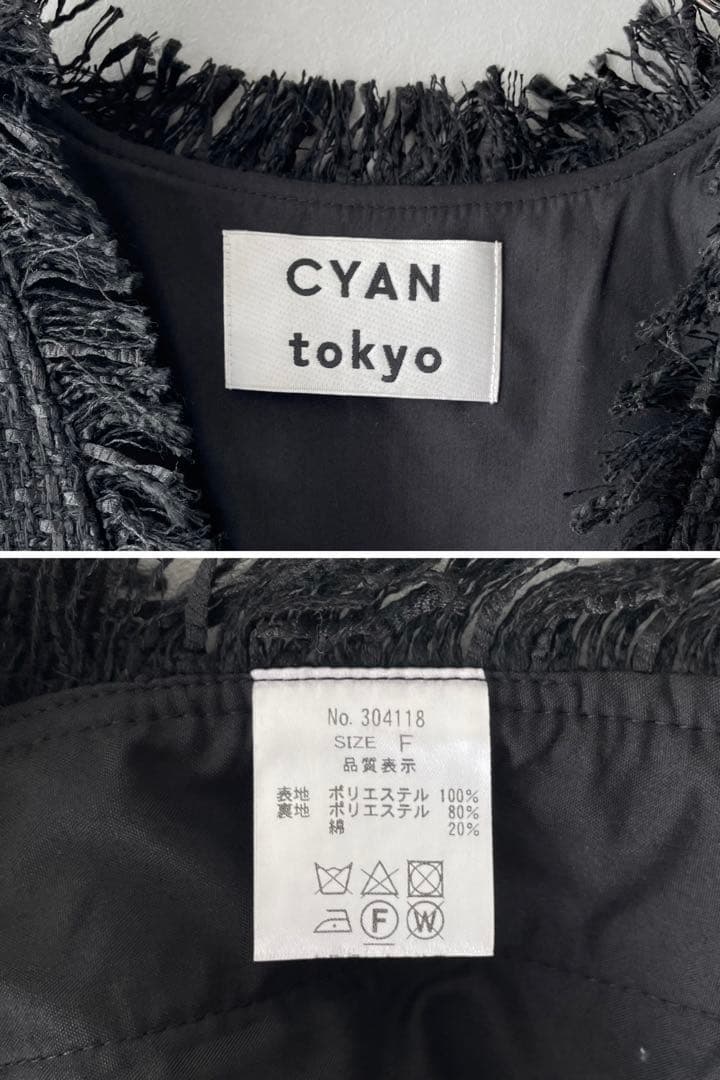 CYAN
tokyo
No. 304118
SIZE F
品質表示
表地 ポリエステル 100%
裏地 ポリエステル 80%
綿 20%
F W